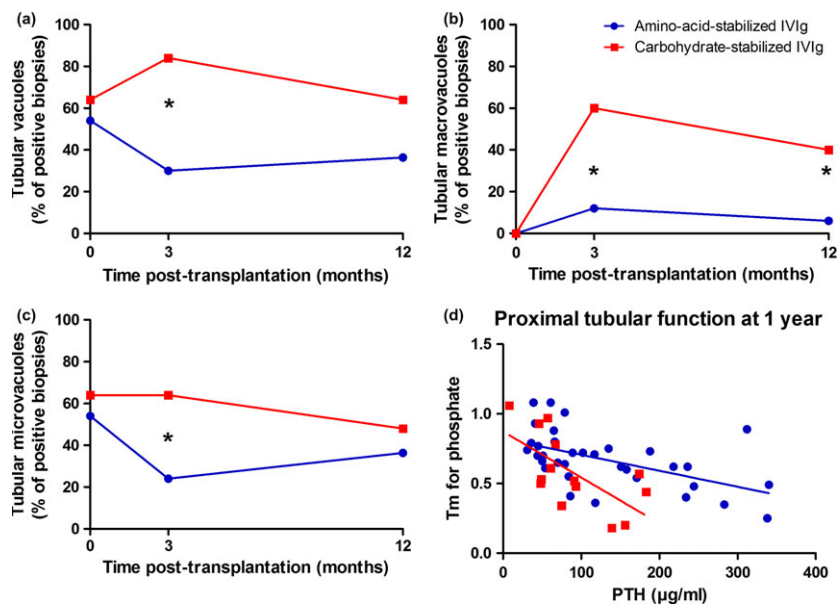 (a)
Tubular vacuoles
(% of positive biopsies)
100
80
60
40
20
0
*
0
3
12
Time post-transplantation (months)
(b)
Amino-acid-stabilized IVIg
Carbohydrate-stabilized IVIg
Tubular macrovacuoles
(% of positive biopsies)
100
80
60
40
20
0
*
*
0
3
12
Time post-transplantation (months)
(c)
Tubular microvacuoles
(% of positive biopsies)
100
80
60
40
20
0
*
0
3
12
Time post-transplantation (months)
(d)
Proximal tubular function at 1 year
Tm for phosphate
1.5
1.0
0.5
0.0
0
100
200
300
400
PTH (µg/ml)